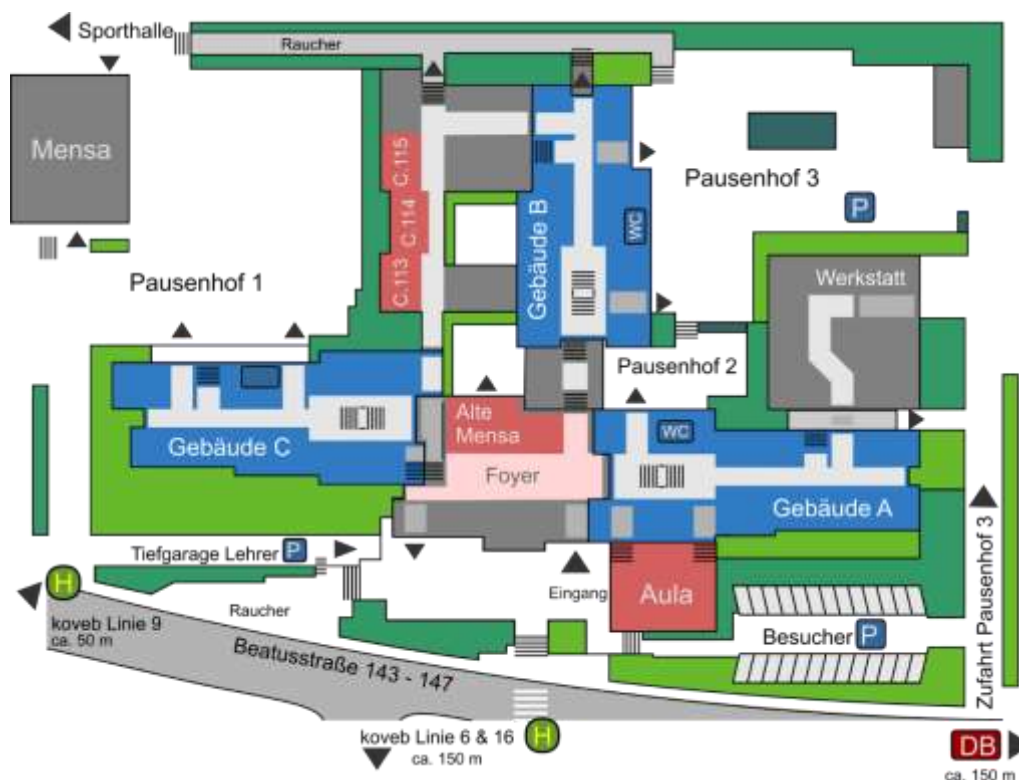 Sporthalle
Raucher
Mensa
C.115
C.114
C.113
Gebäude B
WC
Pausenhof 3
P
Werkstatt
Pausenhof 1
Pausenhof 2
Gebäude C
Alte
Mensa
Foyer
WC
Gebäude A
Tiefgarage Lehrer P
Eingang
Aula
Raucher
Besucher P
Zufahrt Pausenhof 3
H
koveb Linie 9
ca. 50 m
Beatusstraße 143 - 147
koveb Linie 6 & 16 H
ca. 150 m
DB
ca. 150 m